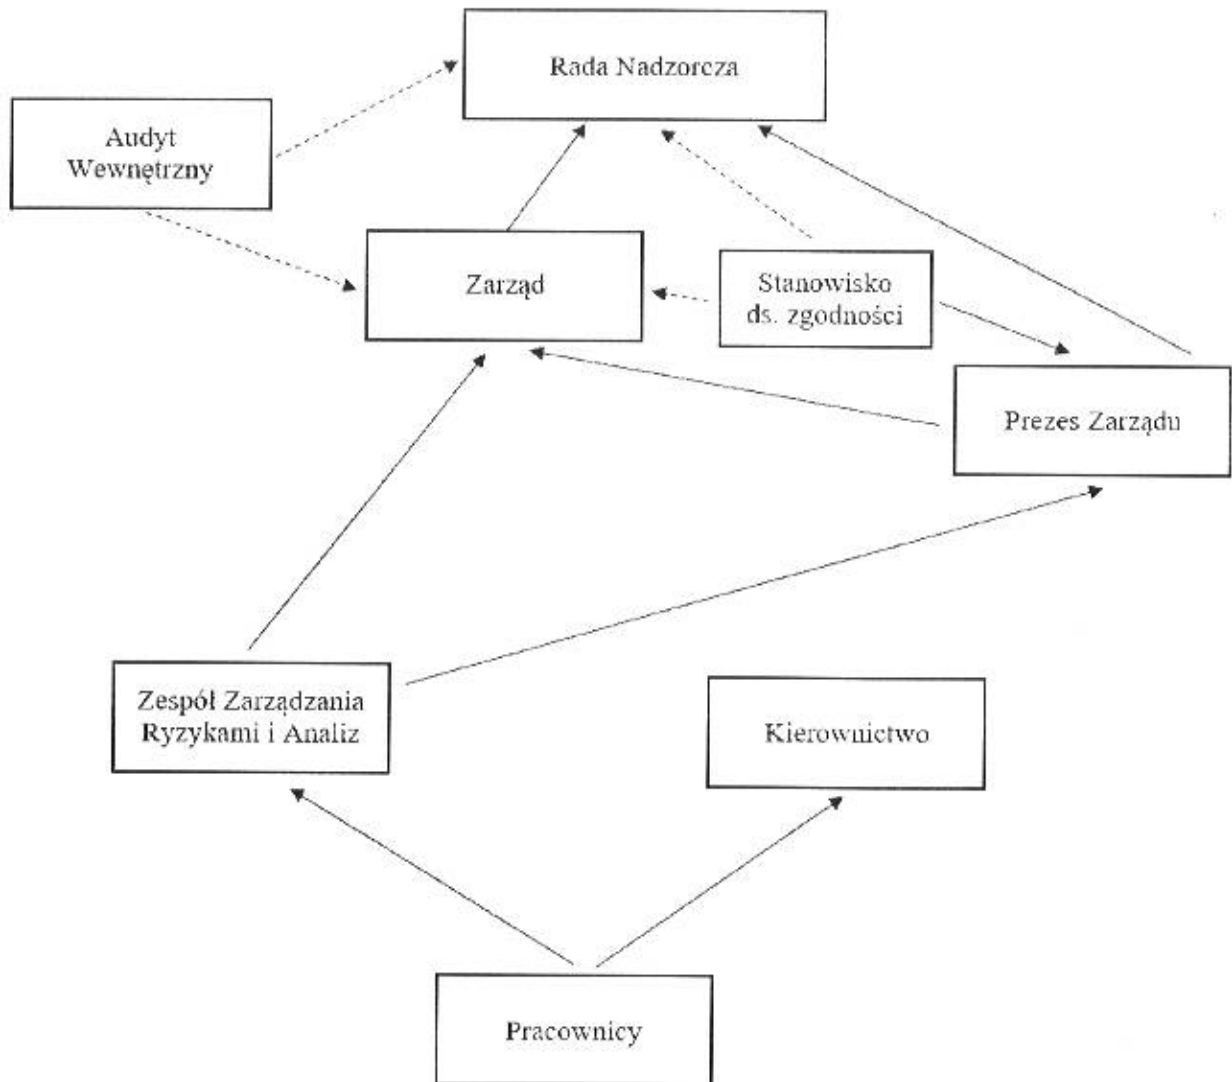 Rada Nadzorcza
Audyt
Wewnętrzny
Zarząd
Stanowisko
ds. zgodności
Prezes Zarządu
Zespół Zarządzania
Ryzykami i Analiz
Kierownictwo
Pracownicy